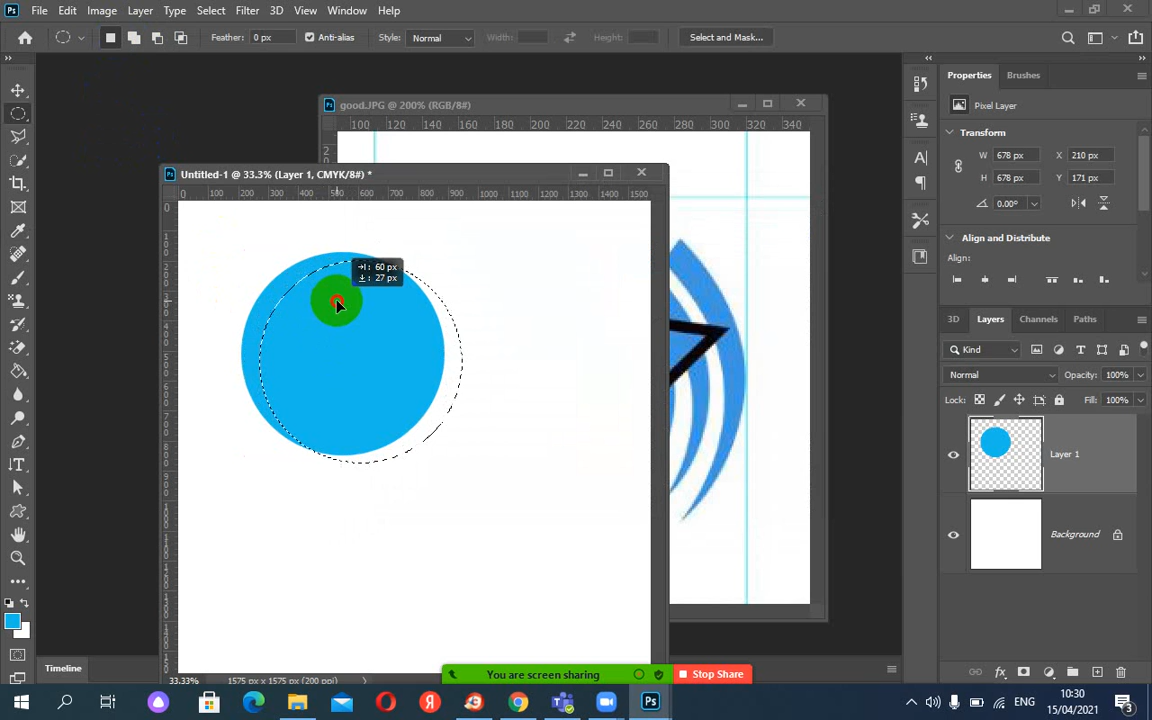 Ps File Edit Image Layer Type Select Filter 3D View Window Help
Feather: 0 px Anti-alias Style: Normal Width: Height: Select and Mask...
Ps good.JPG @ 200% (RGB/8#)
100 120 140 160 180 200 220 240 260 280 300 320 340
Ps Untitled-1 @ 33.3% (Layer 1, CMYK/8#) *
0 100 200 300 400 500 600 700 800 900 1000 1100 1200 1300 1400 1500
60 px
27 px
33.33% 1575 px x 1575 px (200 ppi)
Timeline
Properties Brushes
Pixel Layer
Transform
W 678 px X 210 px
H 678 px Y 171 px
0.00°
Align and Distribute
Align:
3D Layers Channels Paths
Kind
Normal Opacity: 100%
Lock: Fill: 100%
Layer 1
Background
fx
You are screen sharing Stop Share
Ps ENG 10:30
15/04/2021 3